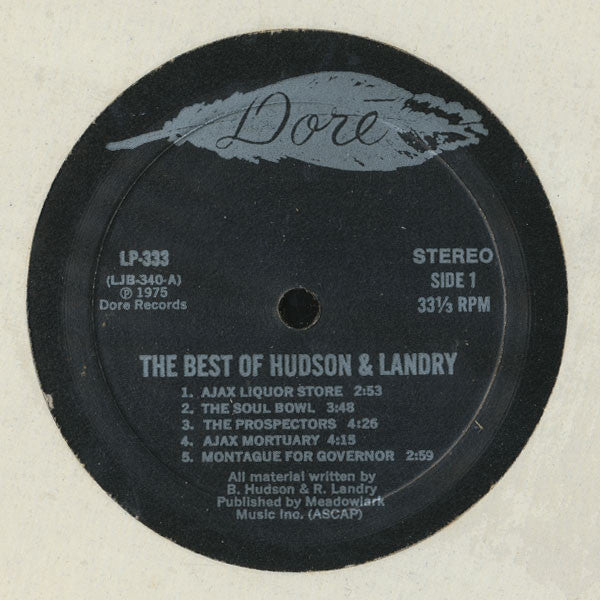 Doré
LP-333
(LJB-340-A)
℗ 1975
Dore Records
STEREO
SIDE 1
33⅓ RPM
THE BEST OF HUDSON & LANDRY
1. AJAX LIQUOR STORE 2:53
2. THE SOUL BOWL 3:48
3. THE PROSPECTORS 4:26
4. AJAX MORTUARY 4:15
5. MONTAGUE FOR GOVERNOR 2:59
All material written by
B. Hudson & R. Landry
Published by Meadowlark
Music Inc. (ASCAP)